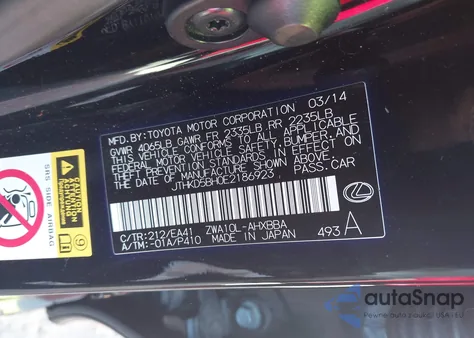 MFD. BY: TOYOTA MOTOR CORPORATION 03/14
GVWR 4065LB, GAWR FR 2335LB, RR 2235LB
THIS VEHICLE CONFORMS TO ALL APPLICABLE
FEDERAL MOTOR VEHICLE SAFETY, BUMPER, AND
THEFT PREVENTION STANDARDS IN EFFECT ON
THE DATE OF MANUFACTURE SHOWN ABOVE.
JTHKD5BH0E2186923 PASS. CAR
C/TR: 212/EA41 ZWA10L-AHXBBA
A/TM: -01A/P410 MADE IN JAPAN 493 A
SRS SIDE AIRBAG
autoSnap